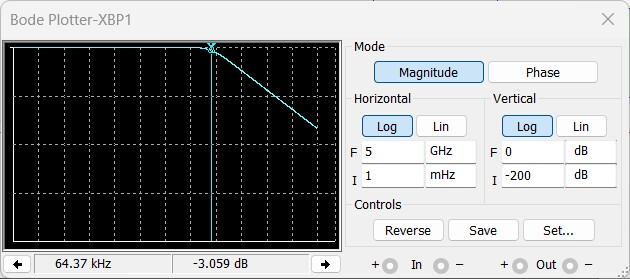 Bode Plotter-XBP1
Mode
Magnitude Phase
Horizontal Vertical
Log Lin Log Lin
F 5 GHz F 0 dB
I 1 mHz I -200 dB
Controls
Reverse Save Set...
64.37 kHz -3.059 dB
+ In - + Out -